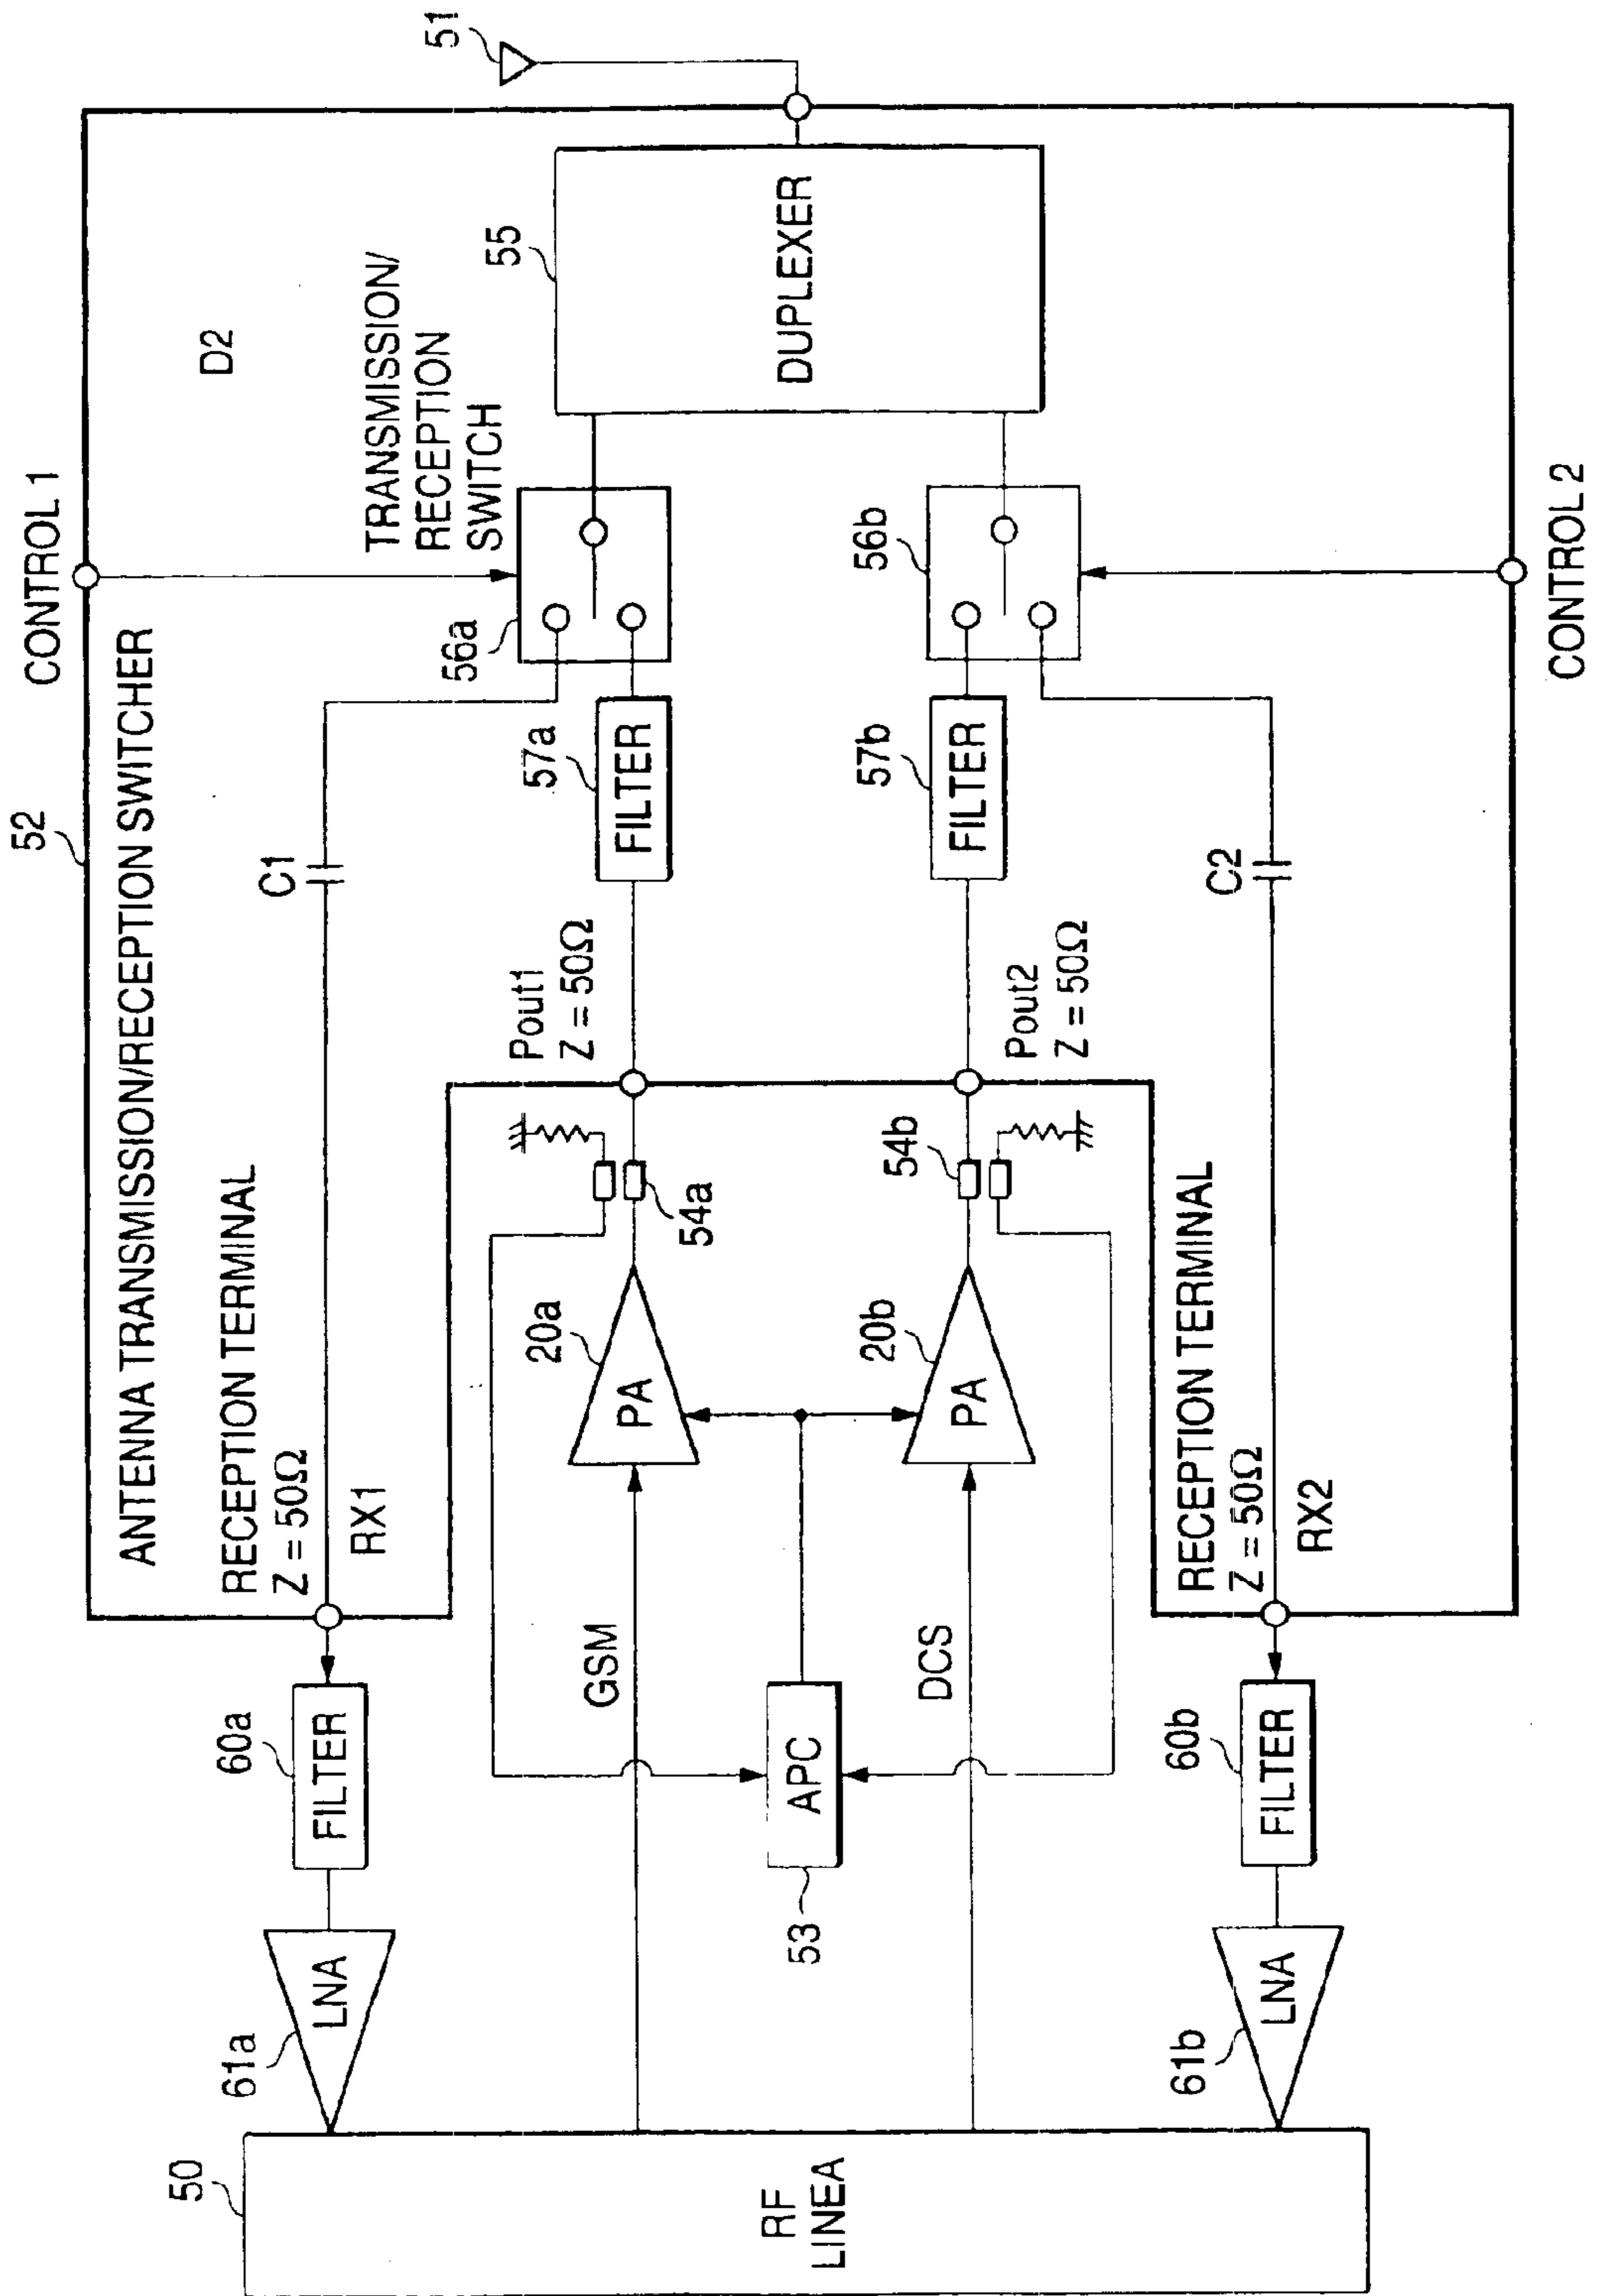 CONTROL 1
52
ANTENNA TRANSMISSION/RECEPTION SWITCHER
D2
51
TRANSMISSION/
RECEPTION
SWITCH
55
DUPLEXER
56a
56b
C1
57a
FILTER
57b
FILTER
C2
RECEPTION TERMINAL
Z = 50Ω
RX1
Pout1
Z = 50Ω
Pout2
Z = 50Ω
54a
54b
20a
PA
20b
PA
RECEPTION TERMINAL
Z = 50Ω
RX2
60a
FILTER
GSM
APC
53
DCS
60b
FILTER
61a
LNA
61b
LNA
50
RF
LINEA
CONTROL 2